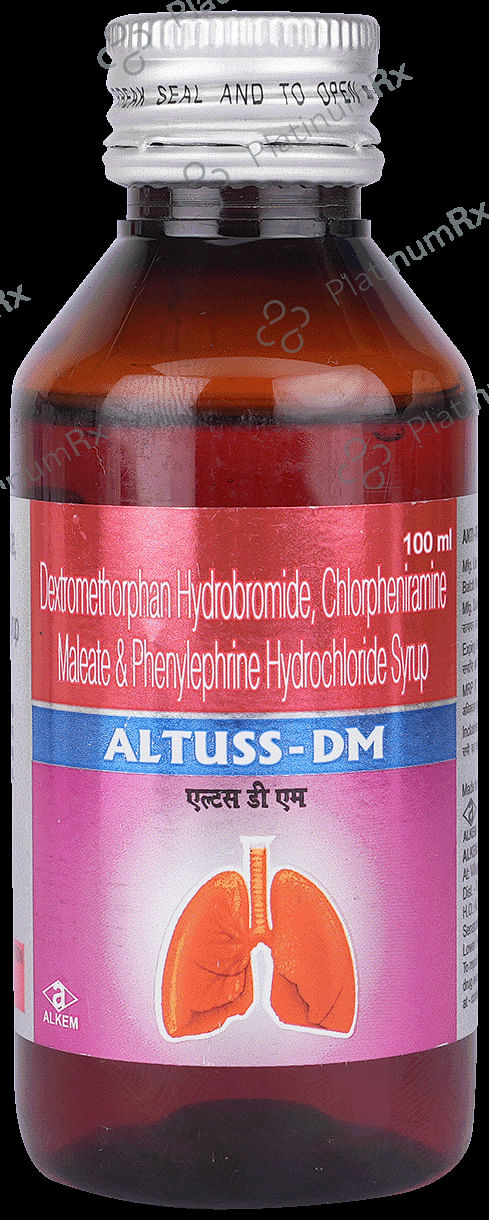 BREAK SEAL AND TO OPEN
PlatinumRx
100 ml
Dextromethorphan Hydrobromide, Chlorpheniramine
Maleate & Phenylephrine Hydrochloride Syrup
ALTUSS-DM
एल्टस डी एम
a
ALKEM